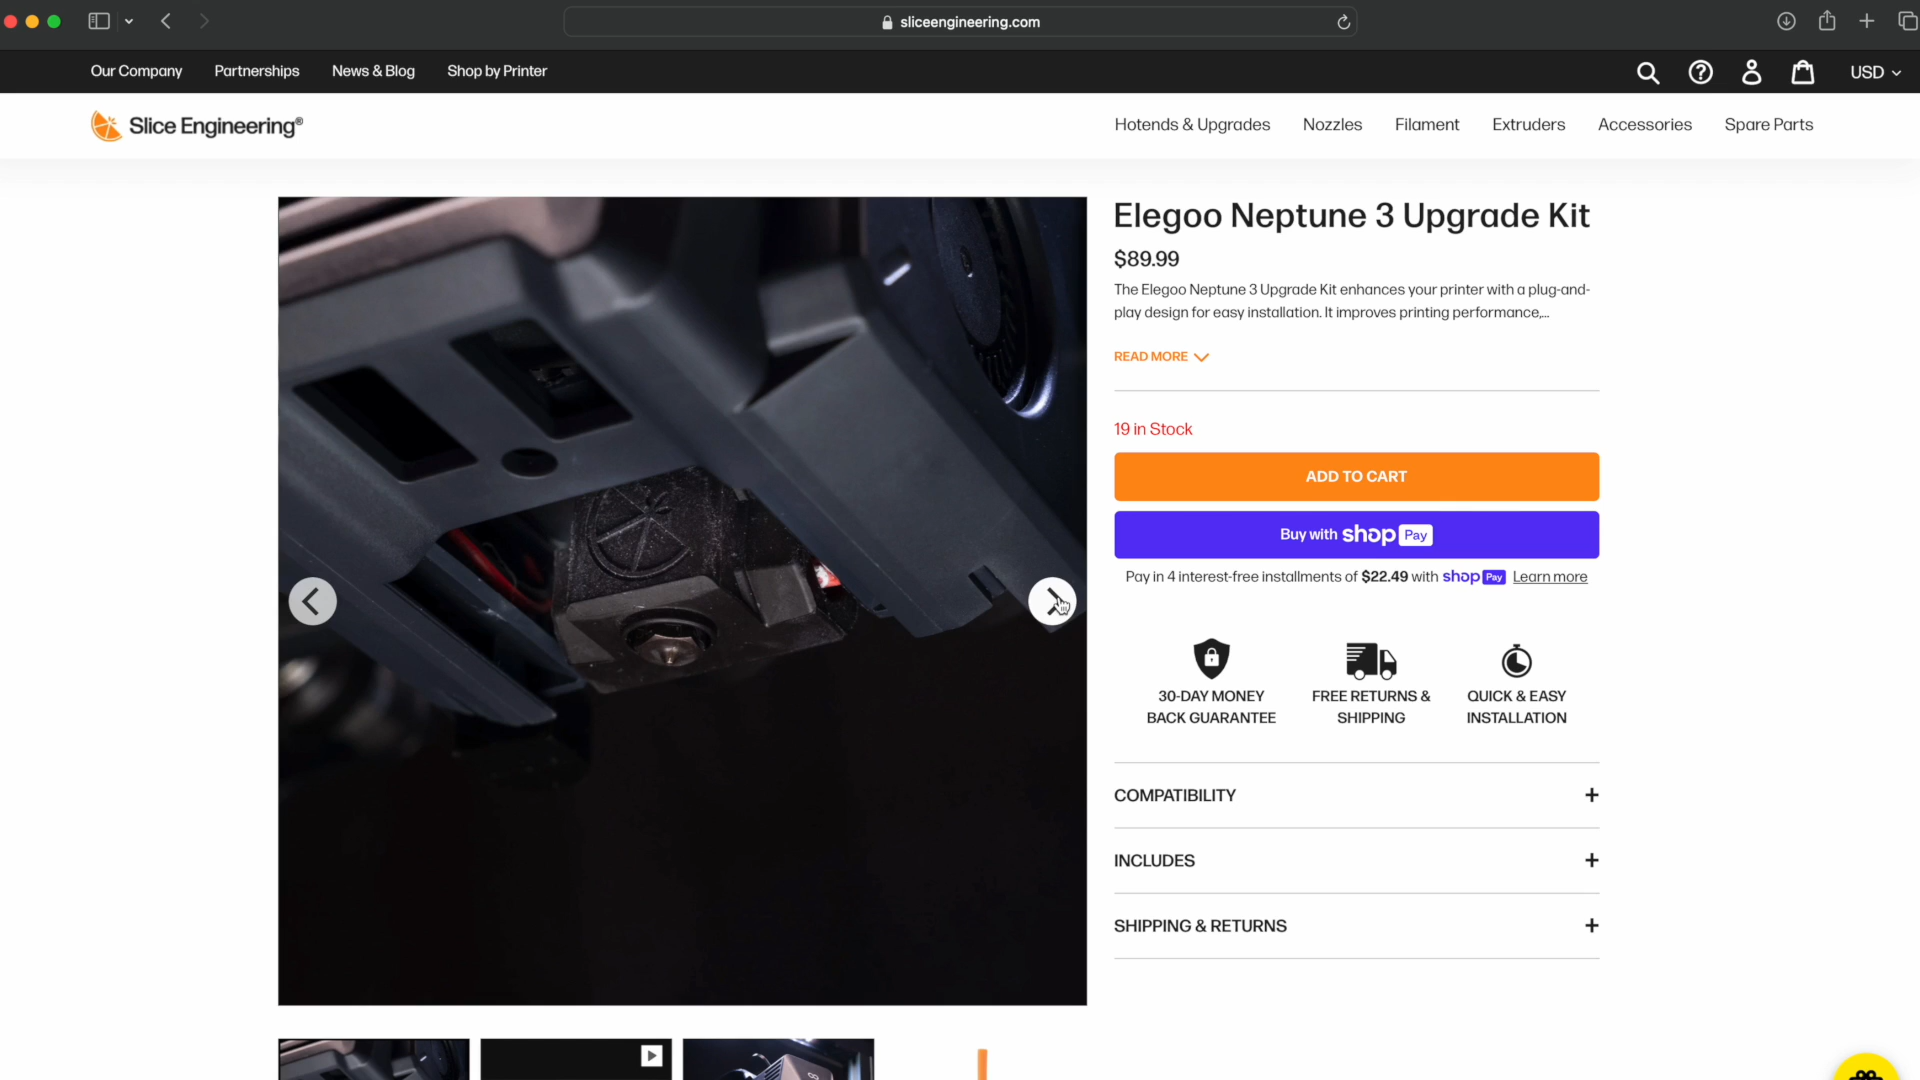 sliceengineering.com
Our Company
Partnerships
News & Blog
Shop by Printer
USD
Slice Engineering®
Hotends & Upgrades
Nozzles
Filament
Extruders
Accessories
Spare Parts
Elegoo Neptune 3 Upgrade Kit
$89.99
The Elegoo Neptune 3 Upgrade Kit enhances your printer with a plug-and-
play design for easy installation. It improves printing performance,...
READ MORE
19 in Stock
ADD TO CART
Buy with shop Pay
Pay in 4 interest-free installments of $22.49 with shop Pay Learn more
30-DAY MONEY
BACK GUARANTEE
FREE RETURNS &
SHIPPING
QUICK & EASY
INSTALLATION
COMPATIBILITY
INCLUDES
SHIPPING & RETURNS